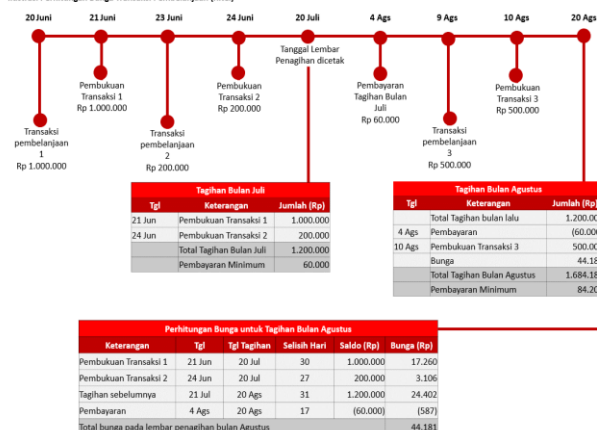 20 Juni 21 Juni 23 Juni 24 Juni 20 Juli 4 Ags 9 Ags 10 Ags 20 Ags
Tanggal Lembar
Penagihan dicetak
Pembukuan
Transaksi 1
Rp 1.000.000
Pembukuan
Transaksi 2
Rp 200.000
Pembayaran
Tagihan Bulan
Juli
Rp 60.000
Pembukuan
Transaksi 3
Rp 500.000
Transaksi
pembelanjaan
1
Rp 1.000.000
Transaksi
pembelanjaan
2
Rp 200.000
Transaksi
pembelanjaan
3
Rp 500.000
Tagihan Bulan Juli
Tgl Keterangan Jumlah (Rp)
21 Jun Pembukuan Transaksi 1 1.000.000
24 Jun Pembukuan Transaksi 2 200.000
Total Tagihan Bulan Juli 1.200.000
Pembayaran Minimum 60.000
Tagihan Bulan Agustus
Tgl Keterangan Jumlah (Rp)
Total Tagihan bulan lalu 1.200.00
4 Ags Pembayaran (60.00
10 Ags Pembukuan Transaksi 3 500.00
Bunga 44.18
Total Tagihan Bulan Agustus 1.684.18
Pembayaran Minimum 84.20
Perhitungan Bunga untuk Tagihan Bulan Agustus
Keterangan Tgl Tgl Tagihan Selisih Hari Saldo (Rp) Bunga (Rp)
Pembukuan Transaksi 1 21 Jun 20 Jul 30 1.000.000 17.260
Pembukuan Transaksi 2 24 Jun 20 Jul 27 200.000 3.106
Tagihan sebelumnya 21 Jul 20 Ags 31 1.200.000 24.402
Pembayaran 4 Ags 20 Ags 17 (60.000) (587)
Total bunga pada lembar penagihan bulan Agustus 44.181